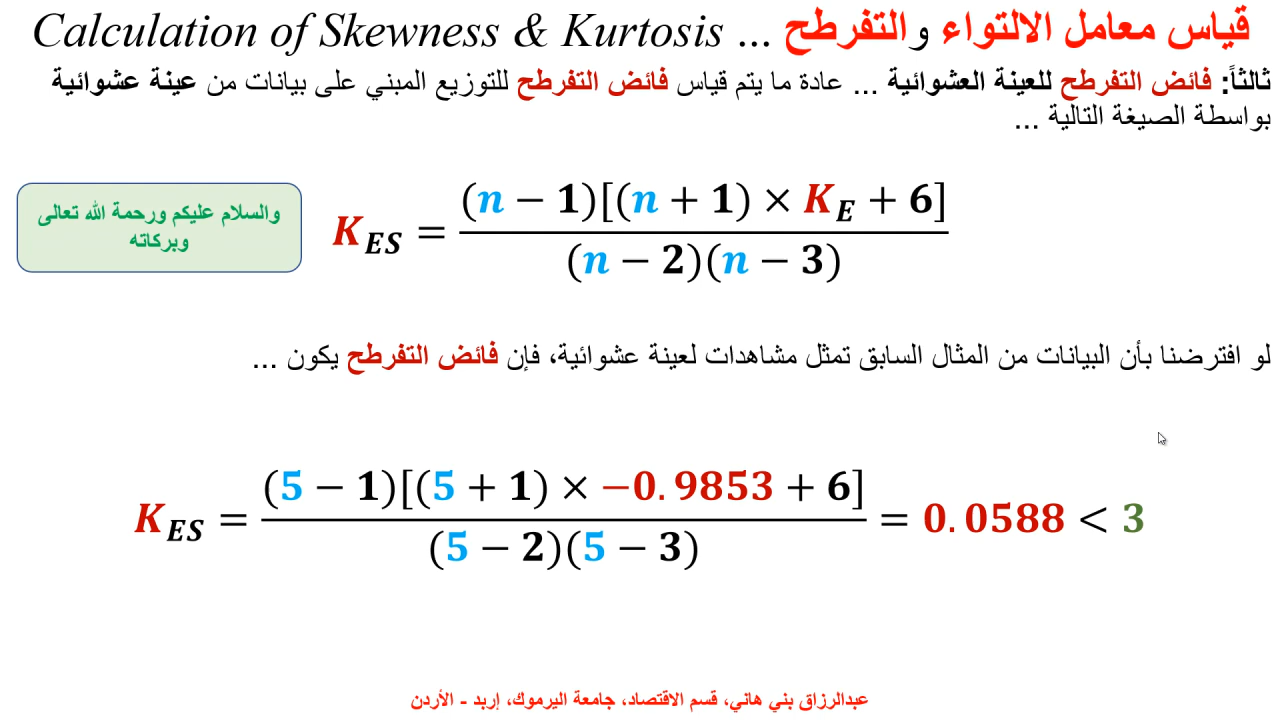 قياس معامل الالتواء والتفرطح ... Calculation of Skewness & Kurtosis
ثالثاً: فائض التفرطح للعينة العشوائية ... عادة ما يتم قياس فائض التفرطح للتوزيع المبني على بيانات من عينة عشوائية
بواسطة الصيغة التالية ...
K_ES = (n − 1)[(n + 1) × K_E + 6] / (n − 2)(n − 3)
والسلام عليكم ورحمة الله تعالى
وبركاته
لو افترضنا بأن البيانات من المثال السابق تمثل مشاهدات لعينة عشوائية، فإن فائض التفرطح يكون ...
K_ES = (5 − 1)[(5 + 1) × −0.9853 + 6] / (5 − 2)(5 − 3) = 0.0588 < 3
عبدالرزاق بني هاني، قسم الاقتصاد، جامعة اليرموك، إربد - الأردن